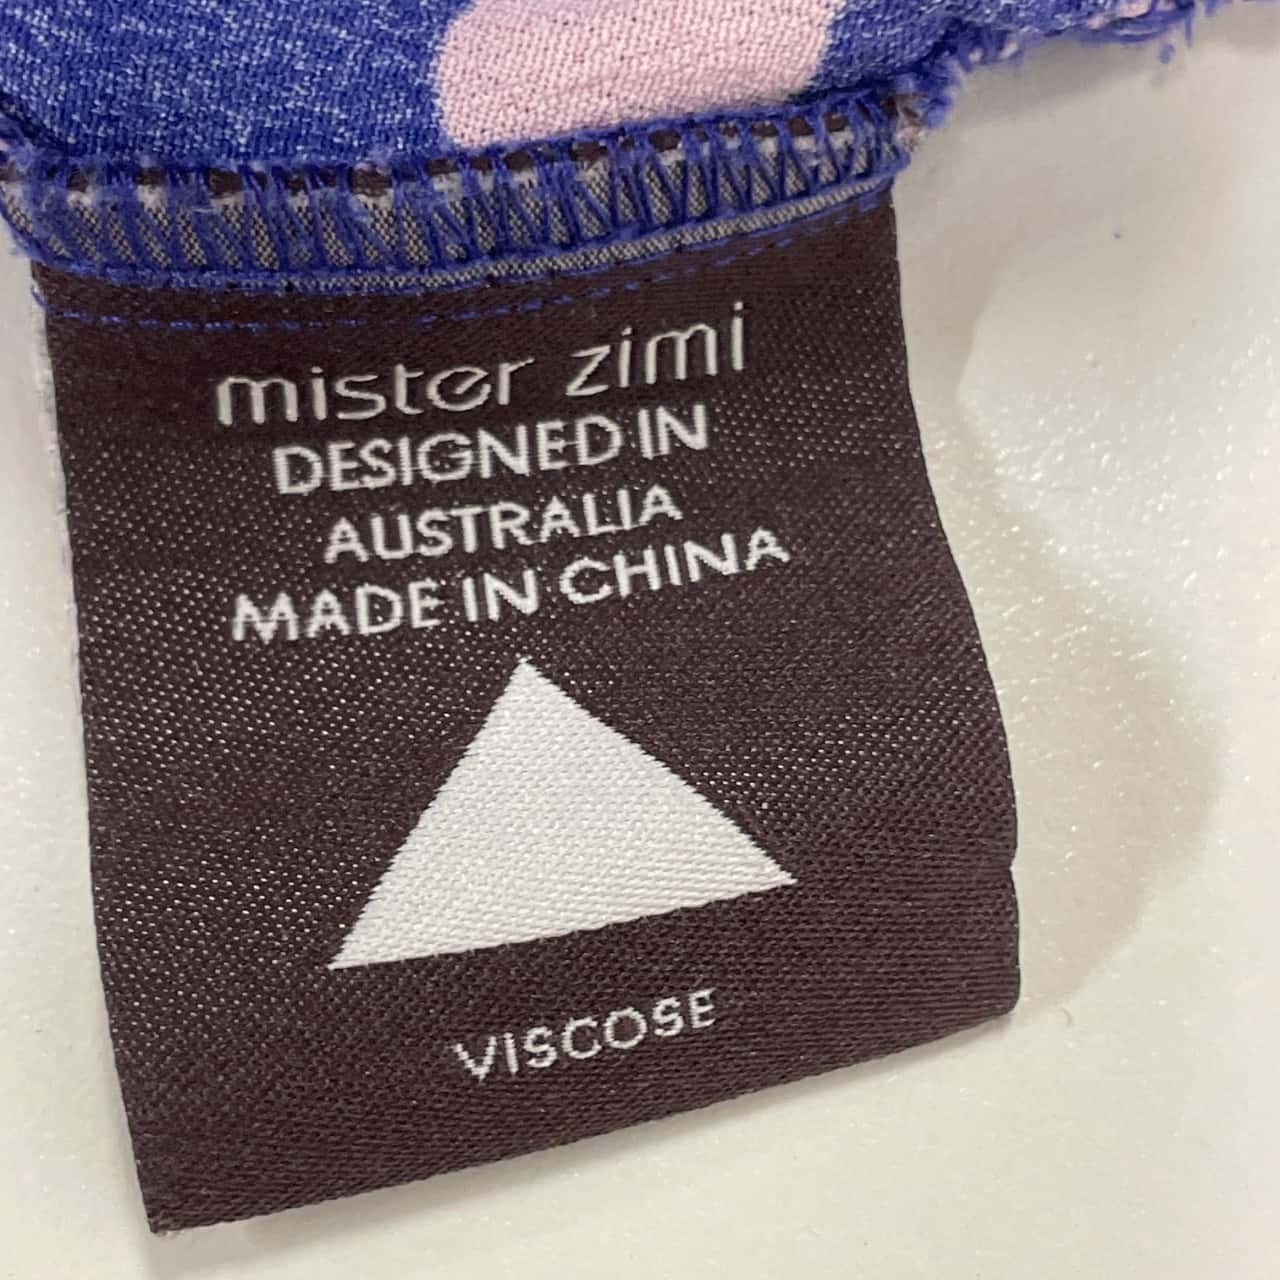 mister zimi
DESIGNED IN
AUSTRALIA
MADE IN CHINA
VISCOSE